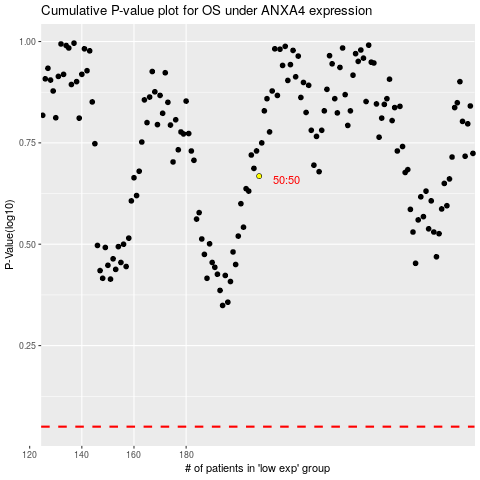 Cumulative P-value plot for OS under ANXA4 expression
P-Value(log10)
1.00
0.75
0.50
0.25
50:50
120 140 160 180
# of patients in 'low exp' group